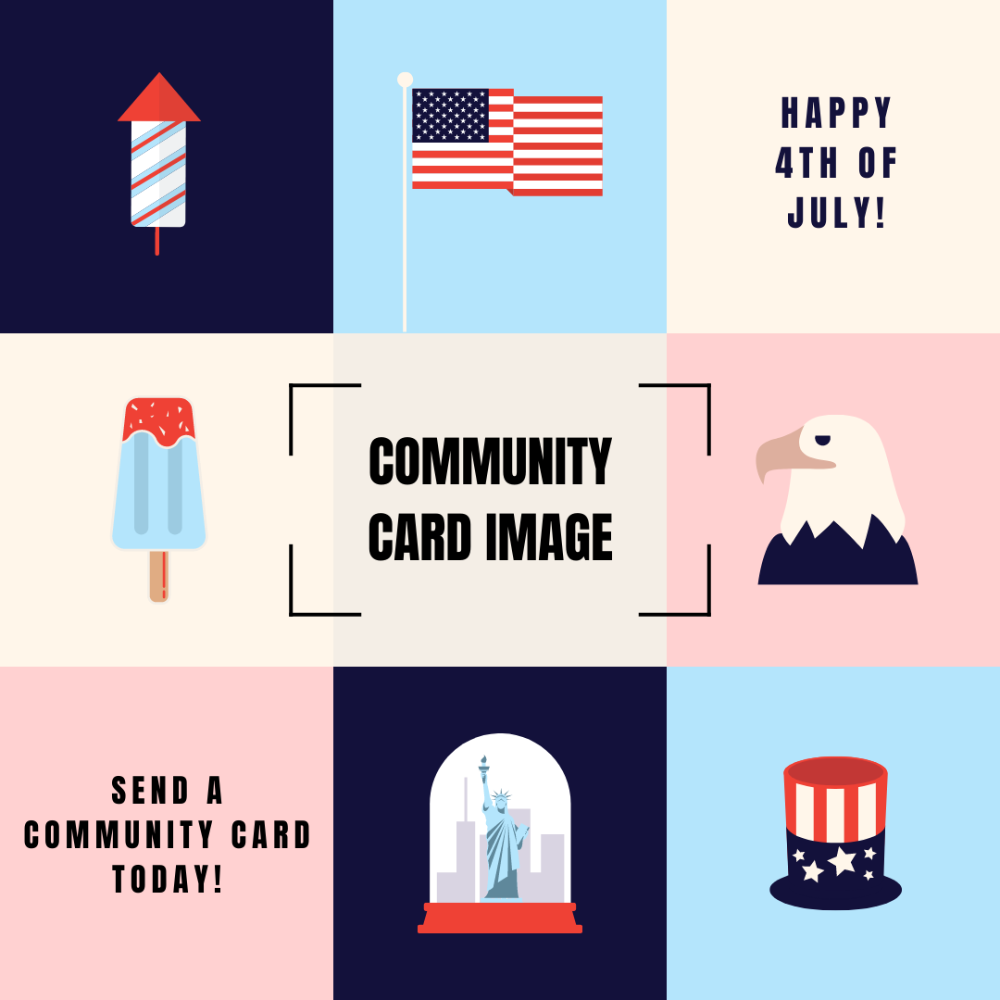 HAPPY
4TH OF
JULY!
COMMUNITY
CARD IMAGE
SEND A
COMMUNITY CARD
TODAY!